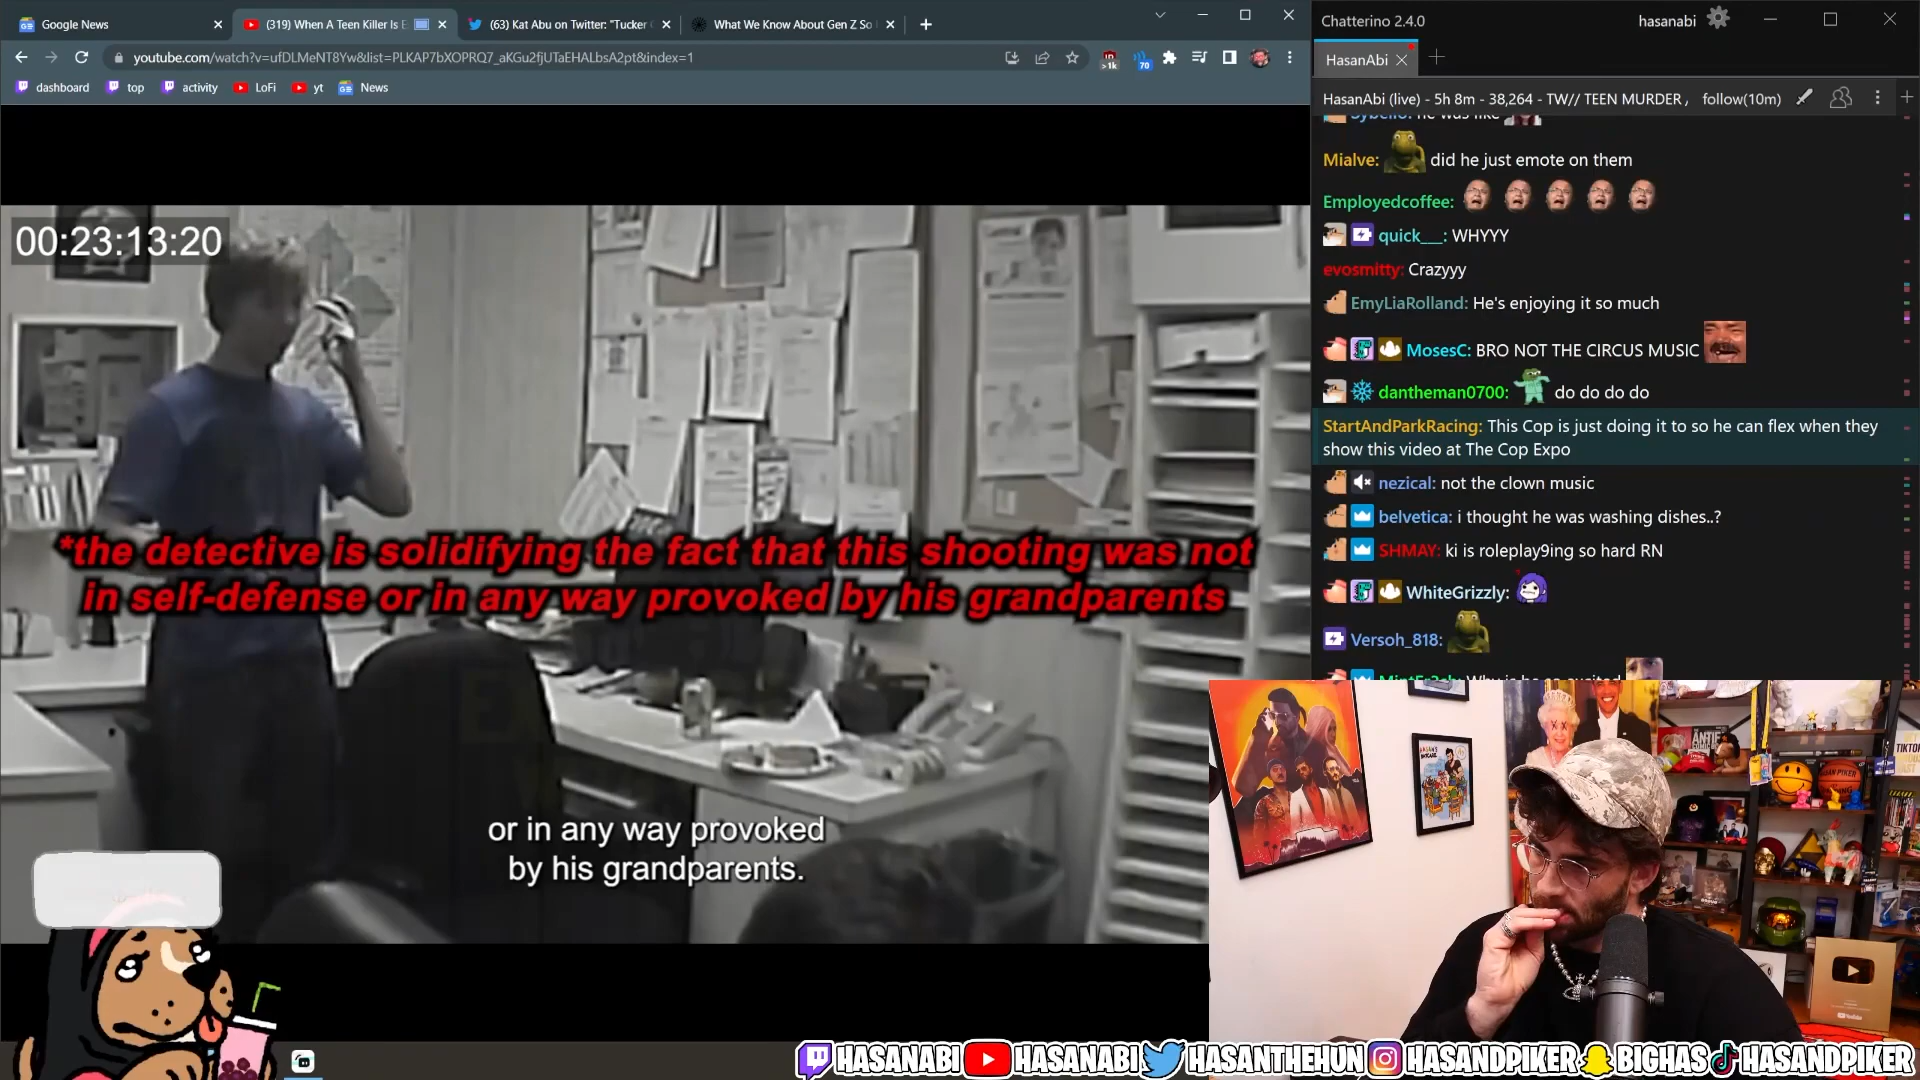 Google News
(319) When A Teen Killer Is E
(63) Kat Abu on Twitter: "Tucker
What We Know About Gen Z So
youtube.com/watch?v=ufDLMeNT8Yw&list=PLKAP7bXOPRQ7_aKGu2fjUTaEHALbsA2pt&index=1
>1k
70
dashboard
top
activity
LoFi
yt
News
00:23:13:20
*the detective is solidifying the fact that this shooting was not
in self-defense or in any way provoked by his grandparents
or in any way provoked
by his grandparents.
Chatterino 2.4.0
hasanabi
HasanAbi
HasanAbi (live) - 5h 8m - 38,264 - TW// TEEN MURDER , follow(10m)
Sybello: he was like
Mialve: did he just emote on them
Employedcoffee:
quick___: WHYYY
evosmitty: Crazyyy
EmyLiaRolland: He's enjoying it so much
MosesC: BRO NOT THE CIRCUS MUSIC
dantheman0700: do do do do
StartAndParkRacing: This Cop is just doing it to so he can flex when they
show this video at The Cop Expo
nezical: not the clown music
belvetica: i thought he was washing dishes..?
SHMAY: ki is roleplay9ing so hard RN
WhiteGrizzly:
Versoh_818:
HASANABI HASANABI HASANTHEHUN HASANDPIKER BIGHAS HASANDPIKER